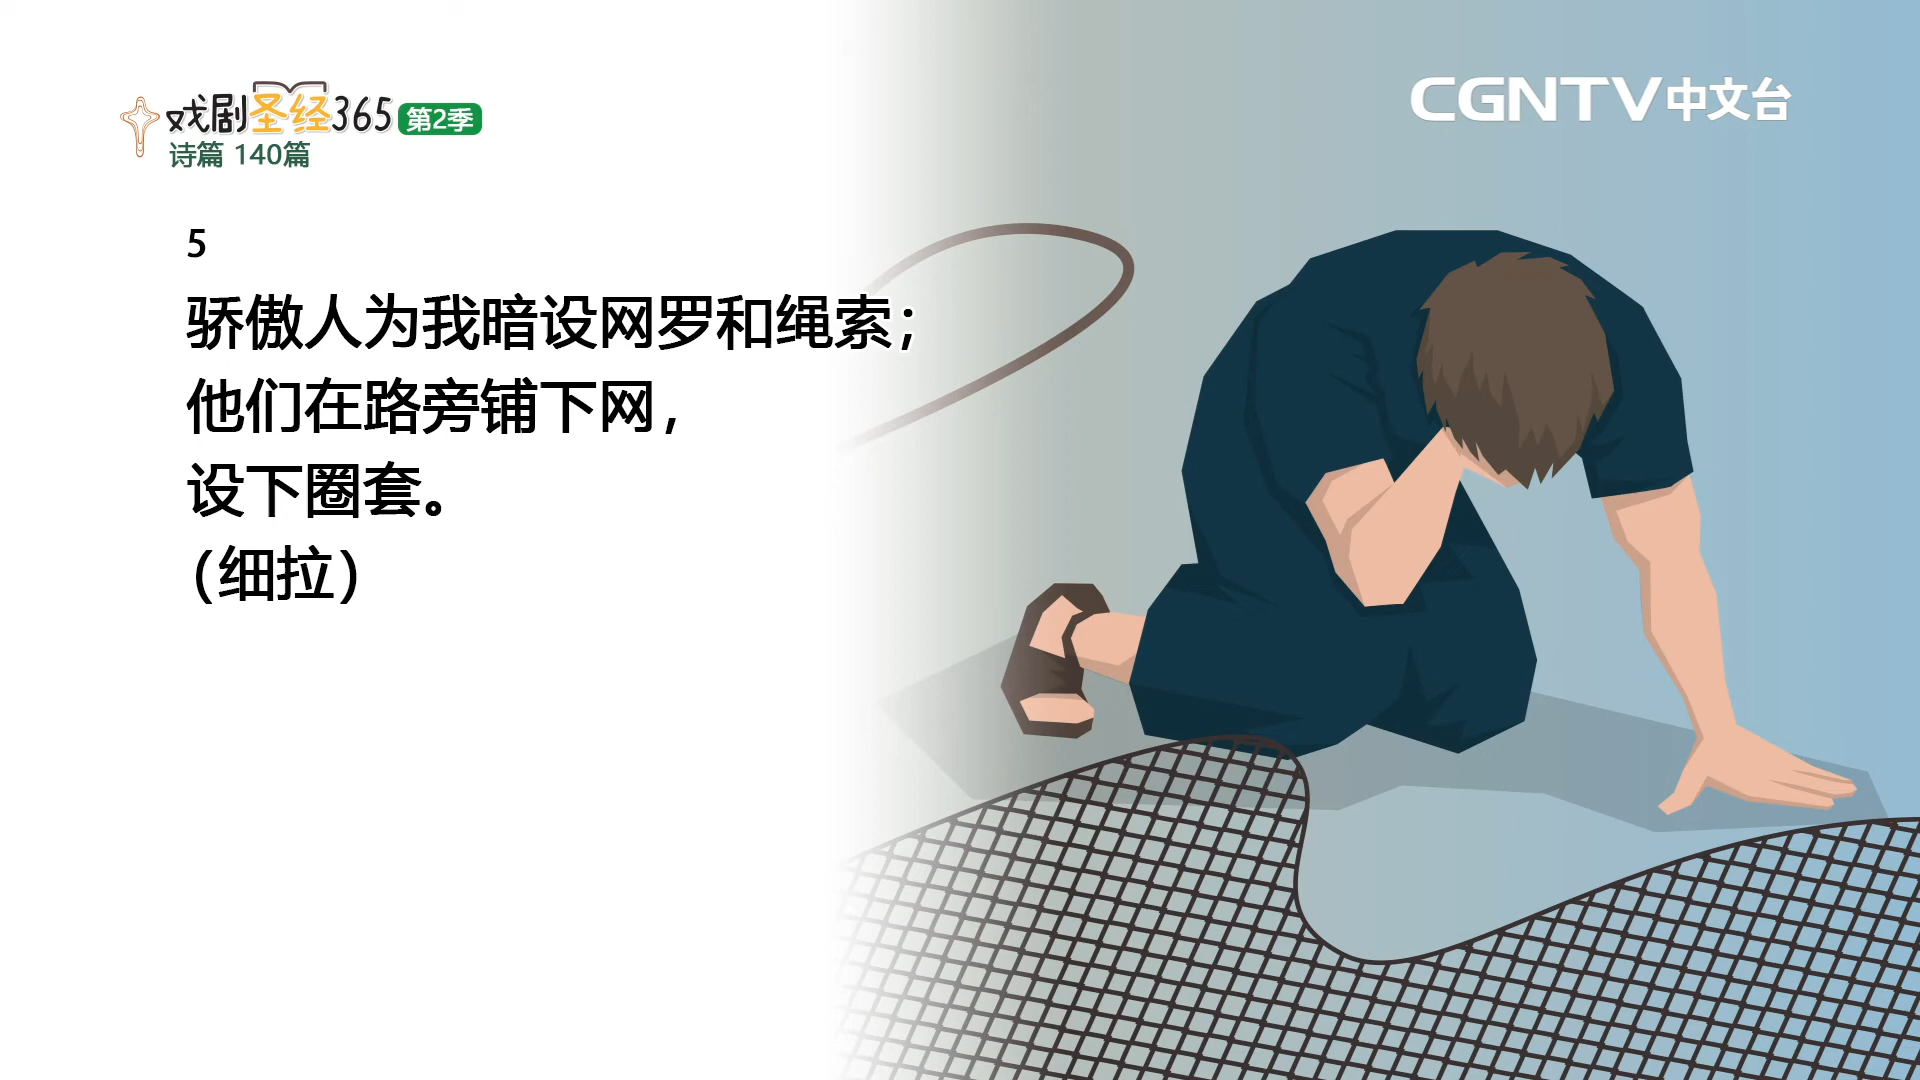 戏剧圣经365 第2季
诗篇 140篇
CGNTV中文台
5
骄傲人为我暗设网罗和绳索；
他们在路旁铺下网，
设下圈套。
（细拉）